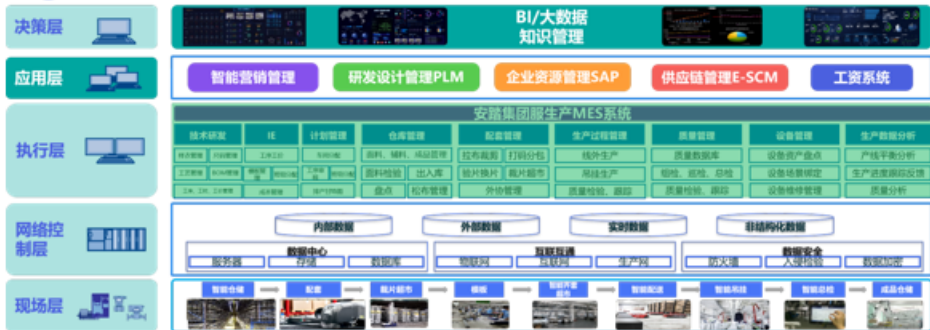 决策层
BI/大数据
知识管理
应用层
智能营销管理 研发设计管理PLM 企业资源管理SAP 供应链管理E-SCM 工资系统
执行层
安踏集团服生产MES系统
技术研发 IE 计划管理 仓库管理 配套管理 生产过程管理 质量管理 设备管理 生产数据分析
工序工价 车间分配 面料、辅料、成品管理 拉布裁剪 打码分包 线外生产 质量数据库 设备资产盘点 产线平衡分析
面料检验 出入库 验片换片 裁片超市 吊挂生产 组检、巡检、总检 设备场景绑定 生产进度跟踪反馈
成本管理 盘点 松布管理 外协管理 质量检验、跟踪 质量检验、跟踪 设备维修管理 质量分析
网络控
制层
内部数据 外部数据 实时数据 非结构化数据
数据中心 互联互通 数据安全
服务器 存储 数据库 物联网 互联网 生产网 防火墙 入侵检验 数据加密
现场层
智能仓储 配套 裁片超市 模板 智能配送 智能吊挂 智能总检 成品仓储